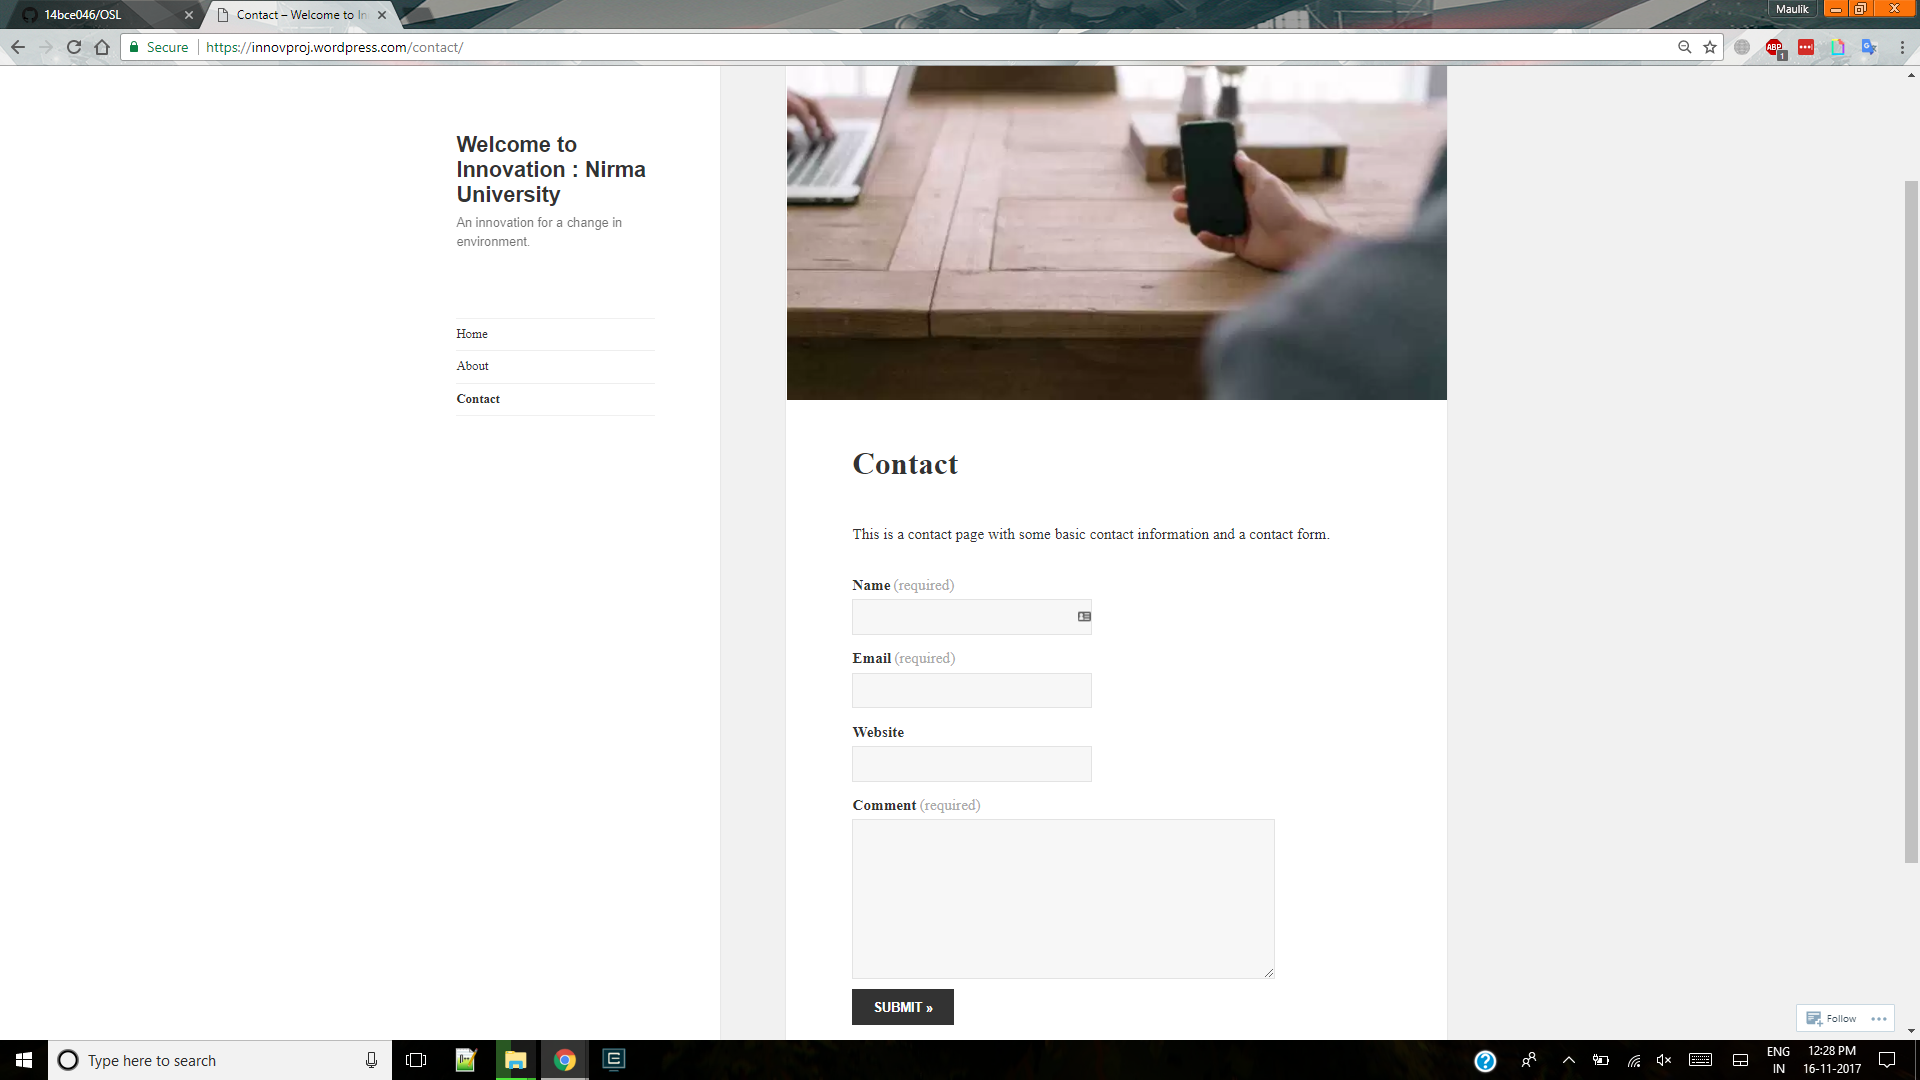 14bce046/OSL
Contact – Welcome to In
Maulik
Secure
https://innovproj.wordpress.com/contact/
ABP
1
Welcome to
Innovation : Nirma
University
An innovation for a change in
environment.
Home
About
Contact
Contact
This is a contact page with some basic contact information and a contact form.
Name (required)
Email (required)
Website
Comment (required)
SUBMIT »
Follow
Type here to search
ENG
IN
12:28 PM
16-11-2017